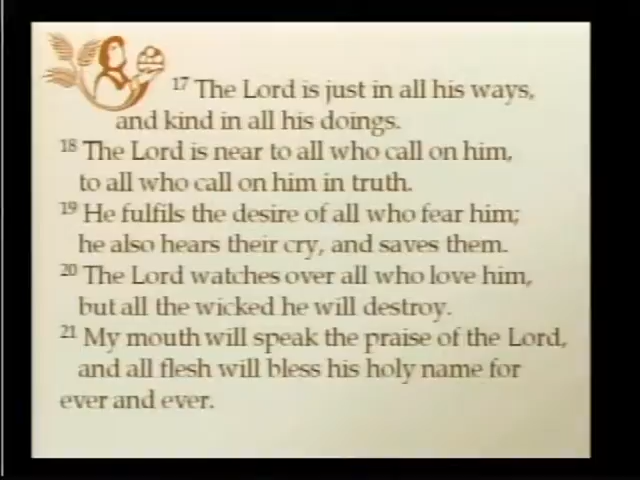 17 The Lord is just in all his ways,
and kind in all his doings.
18 The Lord is near to all who call on him,
to all who call on him in truth.
19 He fulfils the desire of all who fear him;
he also hears their cry, and saves them.
20 The Lord watches over all who love him,
but all the wicked he will destroy.
21 My mouth will speak the praise of the Lord,
and all flesh will bless his holy name for
ever and ever.